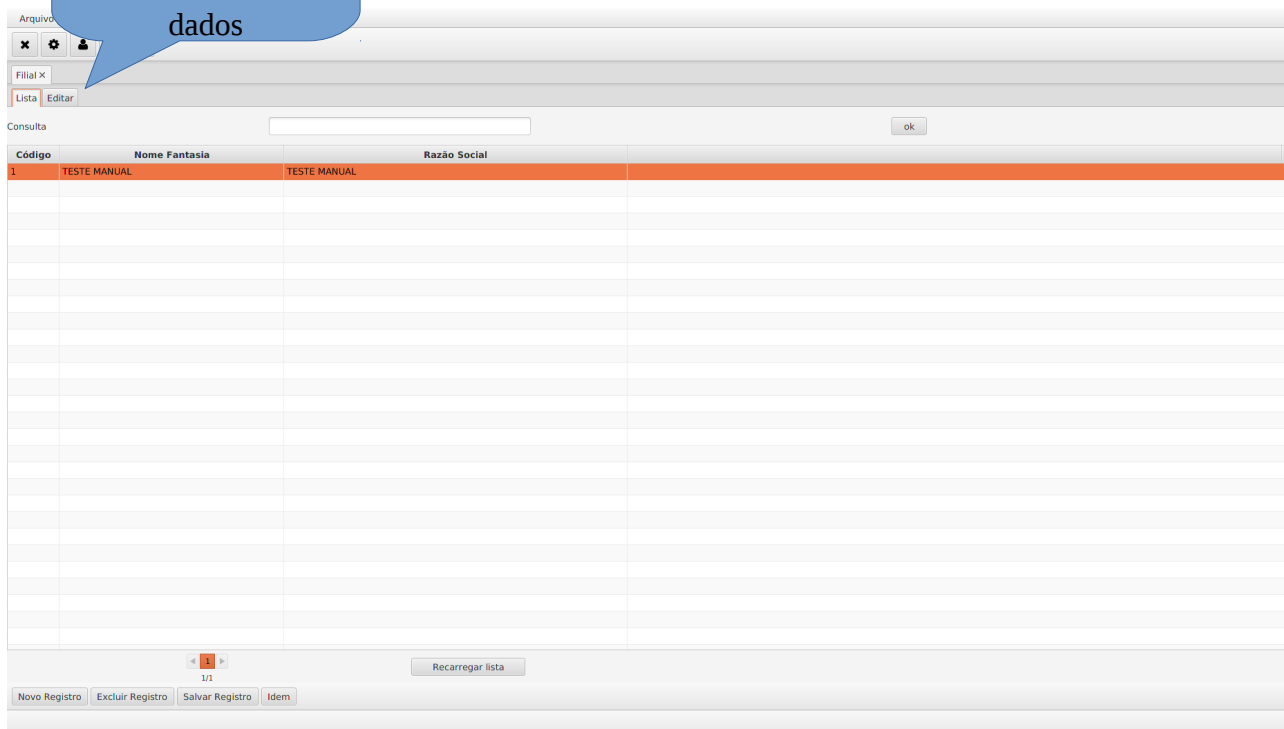 dados
Arquivo
Filial
Lista Editar
Consulta ok
Código Nome Fantasia Razão Social
1 TESTE MANUAL TESTE MANUAL
1
1/1
Recarregar lista
Novo Registro Excluir Registro Salvar Registro Idem